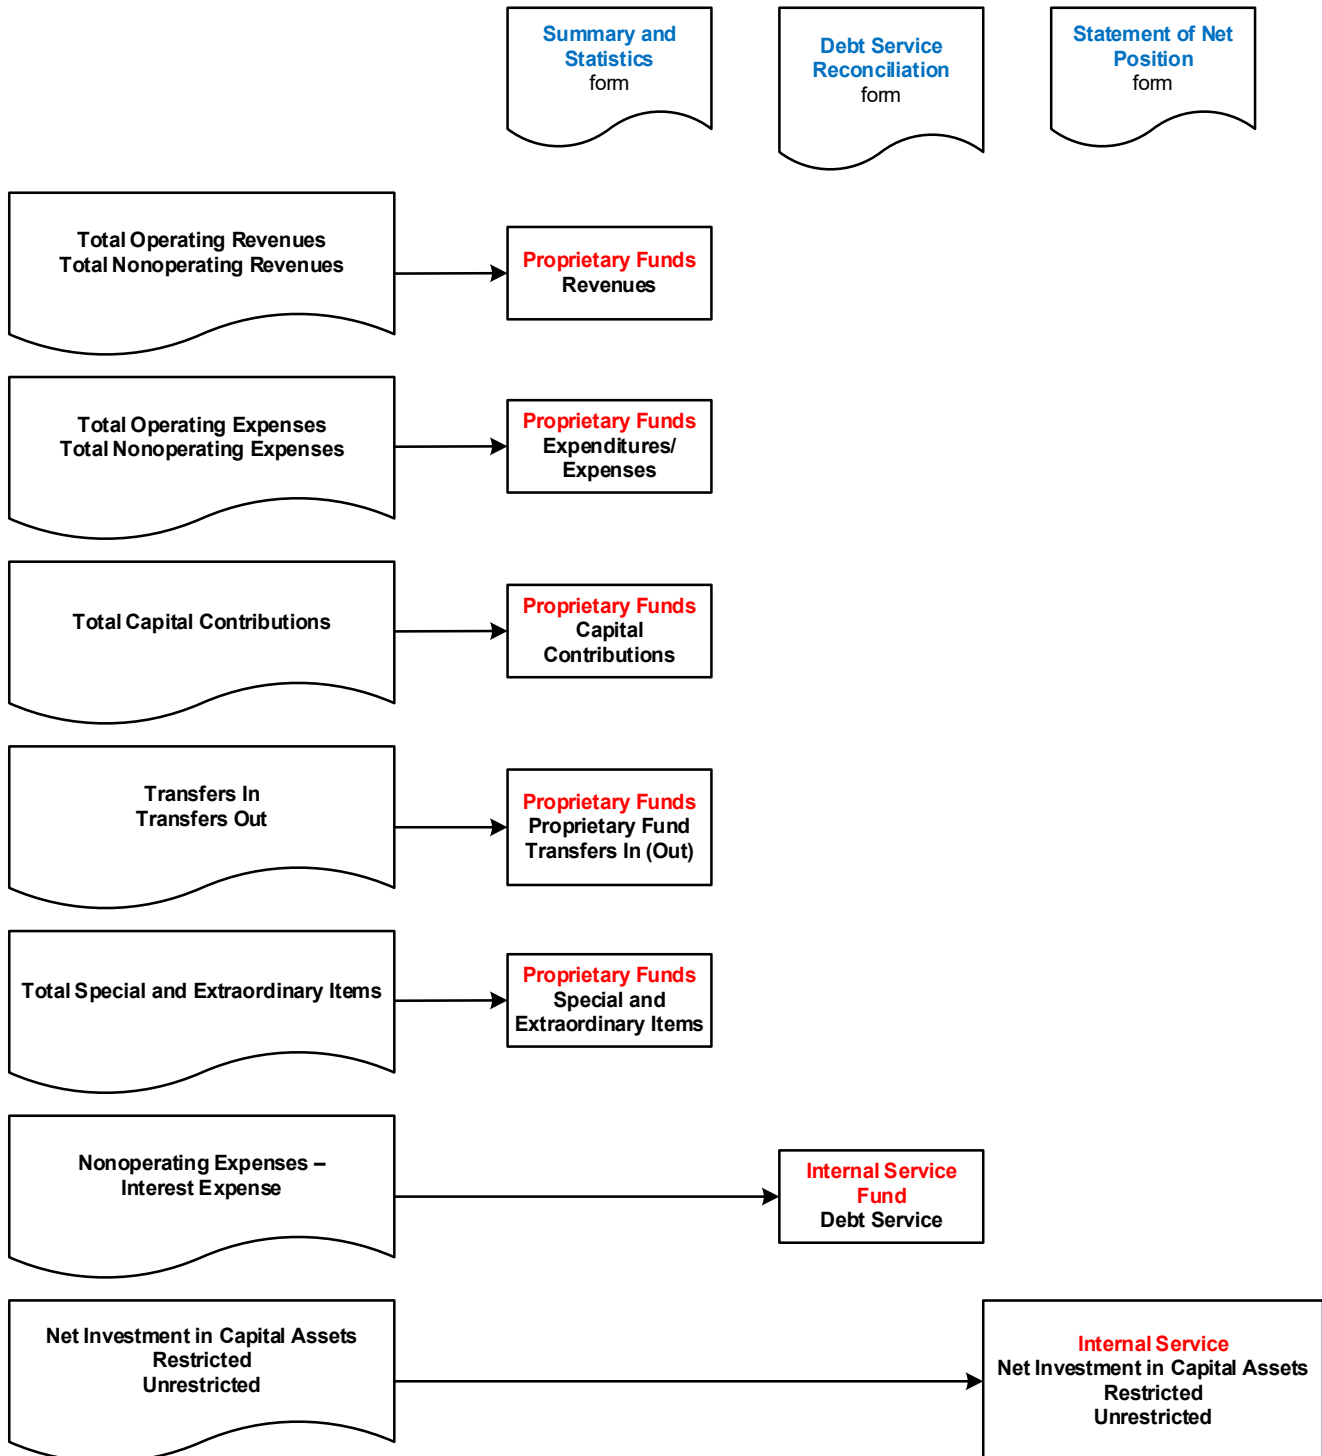 Summary and
Statistics
form
Debt Service
Reconciliation
form
Statement of Net
Position
form
Total Operating Revenues
Total Nonoperating Revenues
Proprietary Funds
Revenues
Total Operating Expenses
Total Nonoperating Expenses
Proprietary Funds
Expenditures/
Expenses
Total Capital Contributions
Proprietary Funds
Capital
Contributions
Transfers In
Transfers Out
Proprietary Funds
Proprietary Fund
Transfers In (Out)
Total Special and Extraordinary Items
Proprietary Funds
Special and
Extraordinary Items
Nonoperating Expenses –
Interest Expense
Internal Service
Fund
Debt Service
Net Investment in Capital Assets
Restricted
Unrestricted
Internal Service
Net Investment in Capital Assets
Restricted
Unrestricted